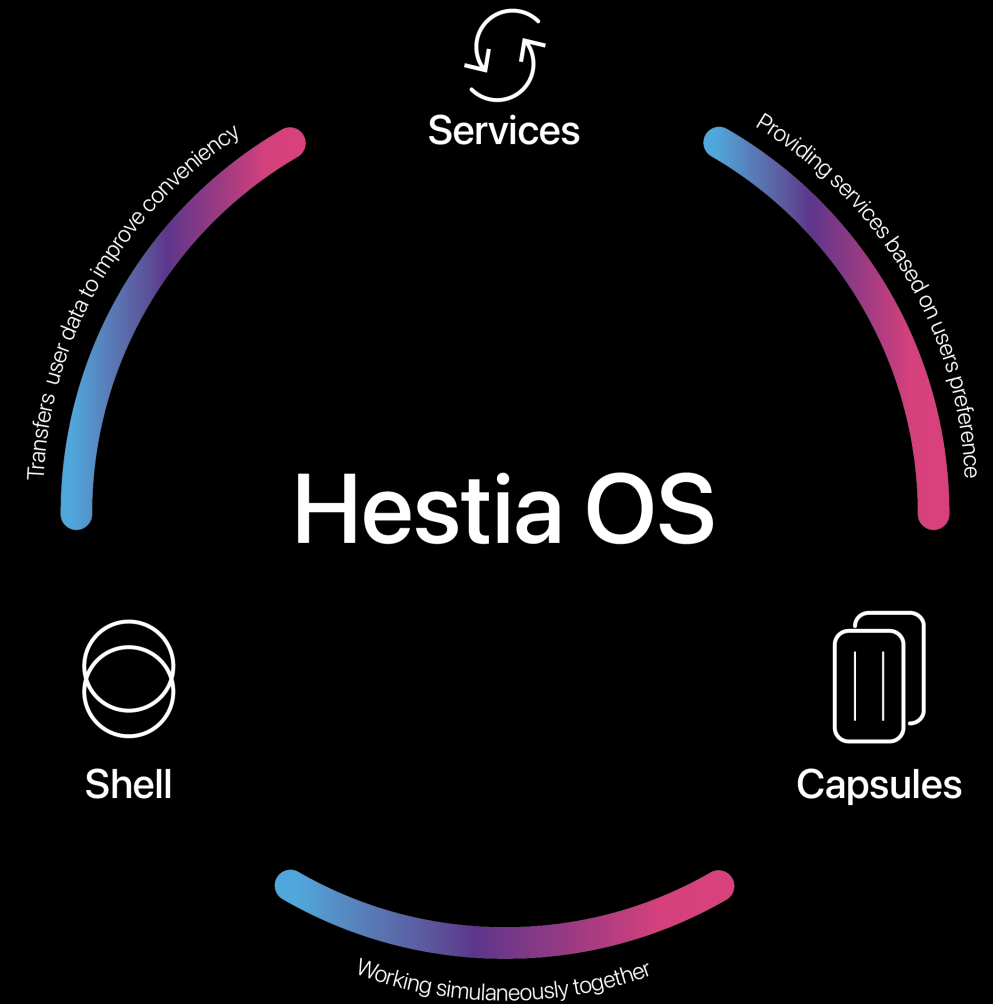 Services
Transfers user data to improve conveniency
Providing services based on users preference
Hestia OS
Shell
Capsules
Working simulaneously together